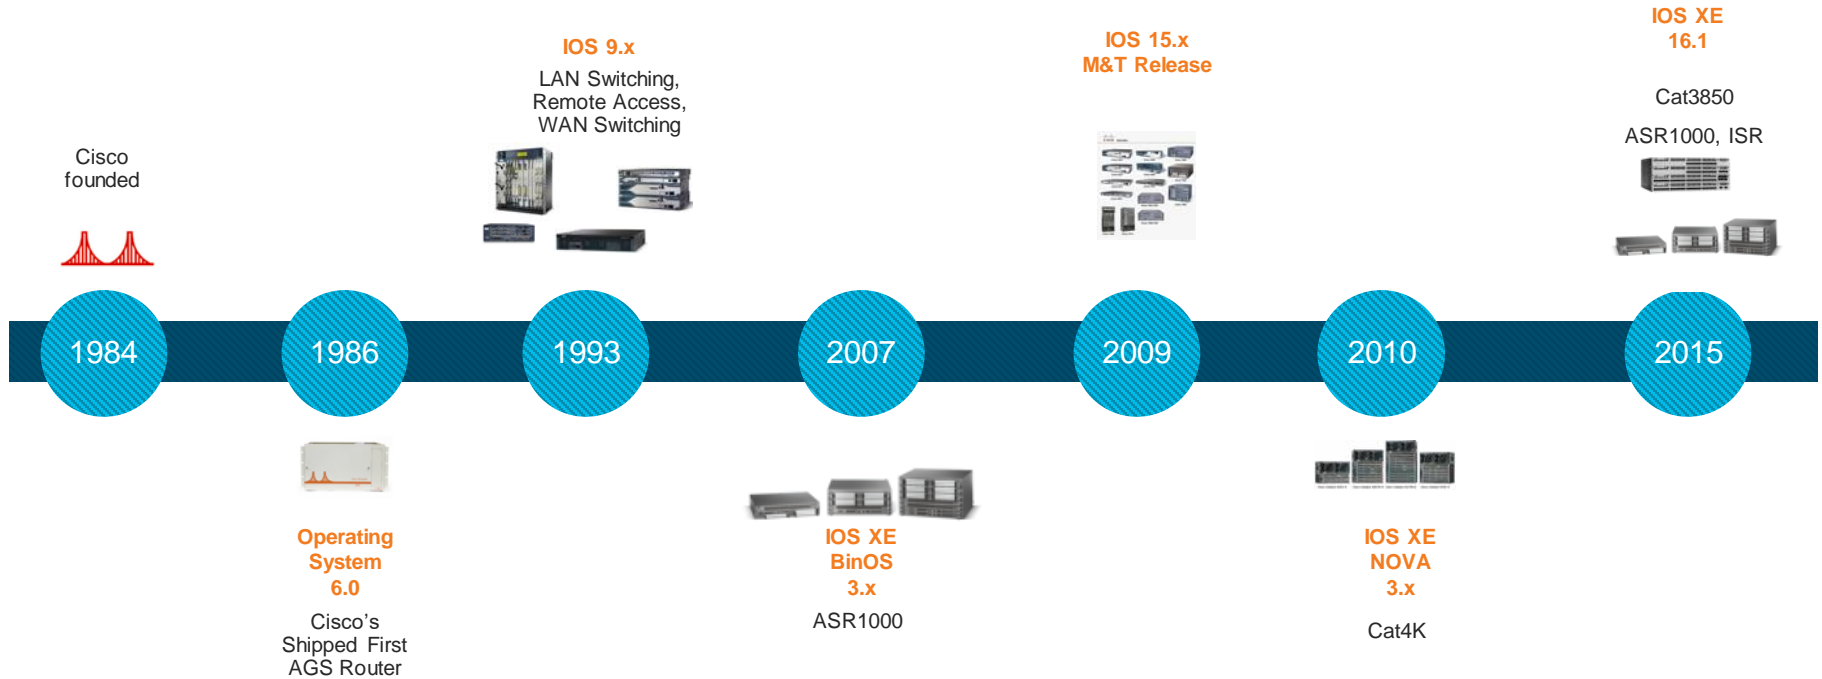 Cisco
founded
1984
Operating
System
6.0
Cisco's
Shipped First
AGS Router
1986
IOS 9.x
LAN Switching,
Remote Access,
WAN Switching
1993
2007
IOS XE
BinOS
3.x
ASR1000
IOS 15.x
M&T Release
2009
2010
IOS XE
NOVA
3.x
Cat4K
IOS XE
16.1
Cat3850
ASR1000, ISR
2015